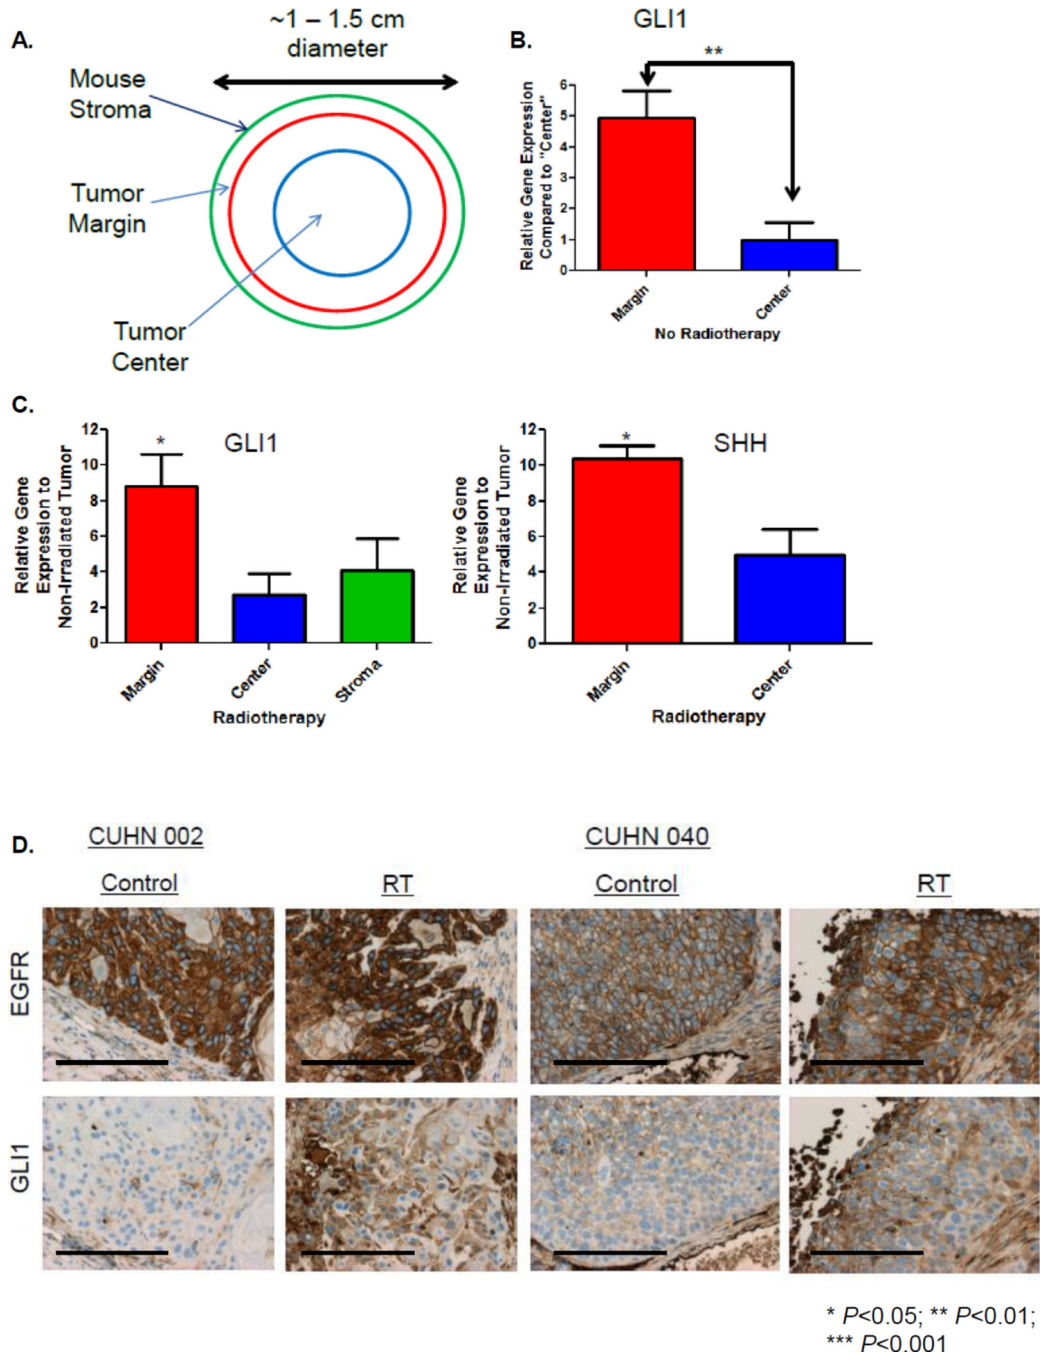 A.
~1 – 1.5 cm
diameter
Mouse
Stroma
Tumor
Margin
Tumor
Center
B.
GLI1
**
Relative Gene Expression
Compared to "Center"
6
5
4
3
2
1
0
Margin
Center
No Radiotherapy
C.
GLI1
*
Relative Gene
Expression to
Non-Irradiated Tumor
12
10
8
6
4
2
0
Margin
Center
Stroma
Radiotherapy
SHH
*
Relative Gene
Expression to
Non-Irradiated Tumor
12
10
8
6
4
2
0
Margin
Center
Radiotherapy
D.
CUHN 002
CUHN 040
Control
RT
Control
RT
EGFR
GLI1
* P<0.05; ** P<0.01;
*** P<0.001